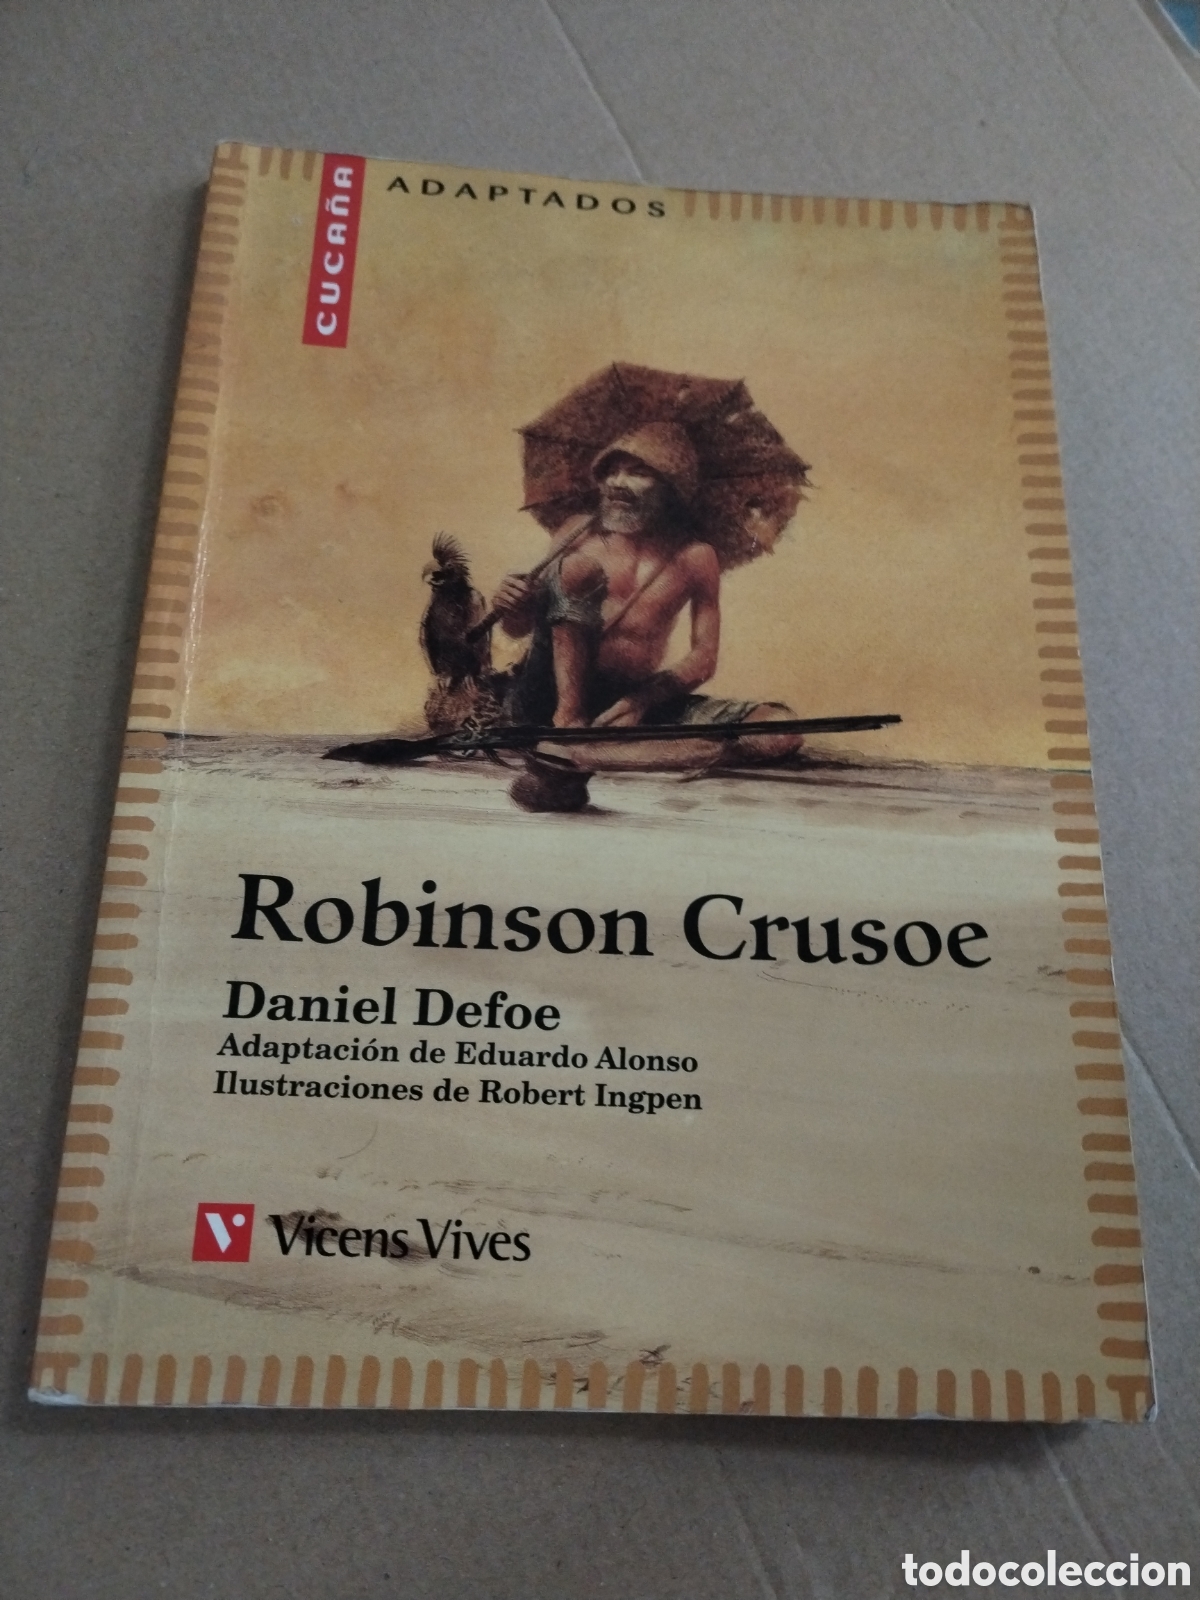 CUCAÑA
ADAPTADOS
Robinson Crusoe
Daniel Defoe
Adaptación de Eduardo Alonso
Ilustraciones de Robert Ingpen
V Vicens Vives
todocoleccion